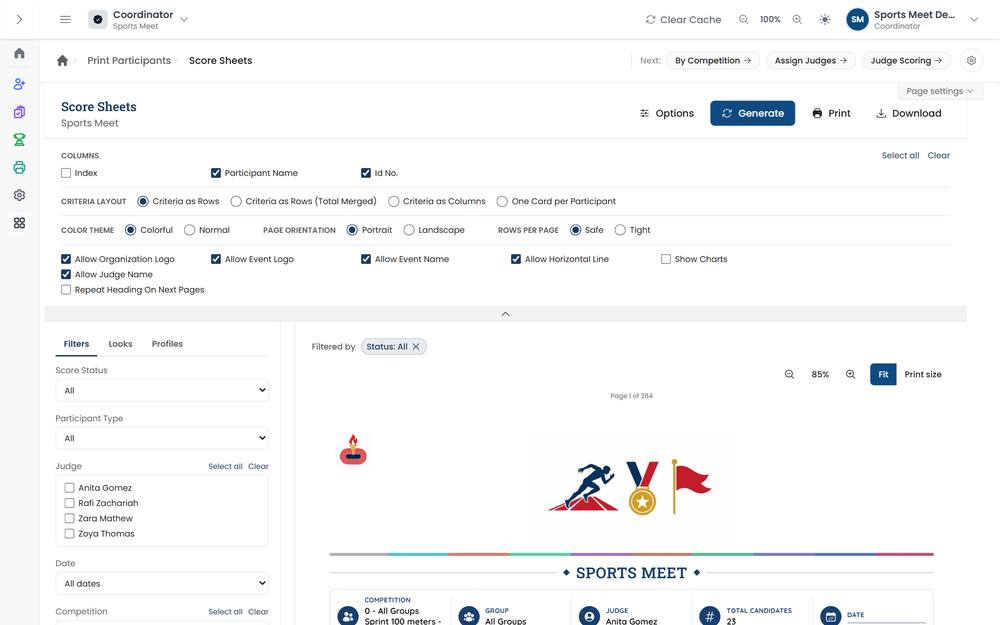 Coordinator
Sports Meet
Clear Cache
100%
SM
Sports Meet De...
Coordinator
Print Participants
Score Sheets
Next:
By Competition →
Assign Judges →
Judge Scoring →
Page settings
Score Sheets
Sports Meet
Options
Generate
Print
Download
COLUMNS
Select all
Clear
Index
Participant Name
Id No.
CRITERIA LAYOUT
Criteria as Rows
Criteria as Rows (Total Merged)
Criteria as Columns
One Card per Participant
COLOR THEME
Colorful
Normal
PAGE ORIENTATION
Portrait
Landscape
ROWS PER PAGE
Safe
Tight
Allow Organization Logo
Allow Event Logo
Allow Event Name
Allow Horizontal Line
Show Charts
Allow Judge Name
Repeat Heading On Next Pages
Filters
Looks
Profiles
Score Status
All
Participant Type
All
Judge
Select all
Clear
Anita Gomez
Rafi Zachariah
Zara Mathew
Zoya Thomas
Date
All dates
Competition
Select all
Clear
Filtered by
Status: All
85%
Fit
Print size
Page 1 of 284
SPORTS MEET
COMPETITION
0 - All Groups
Sprint 100 meters -
GROUP
All Groups
JUDGE
Anita Gomez
TOTAL CANDIDATES
23
DATE